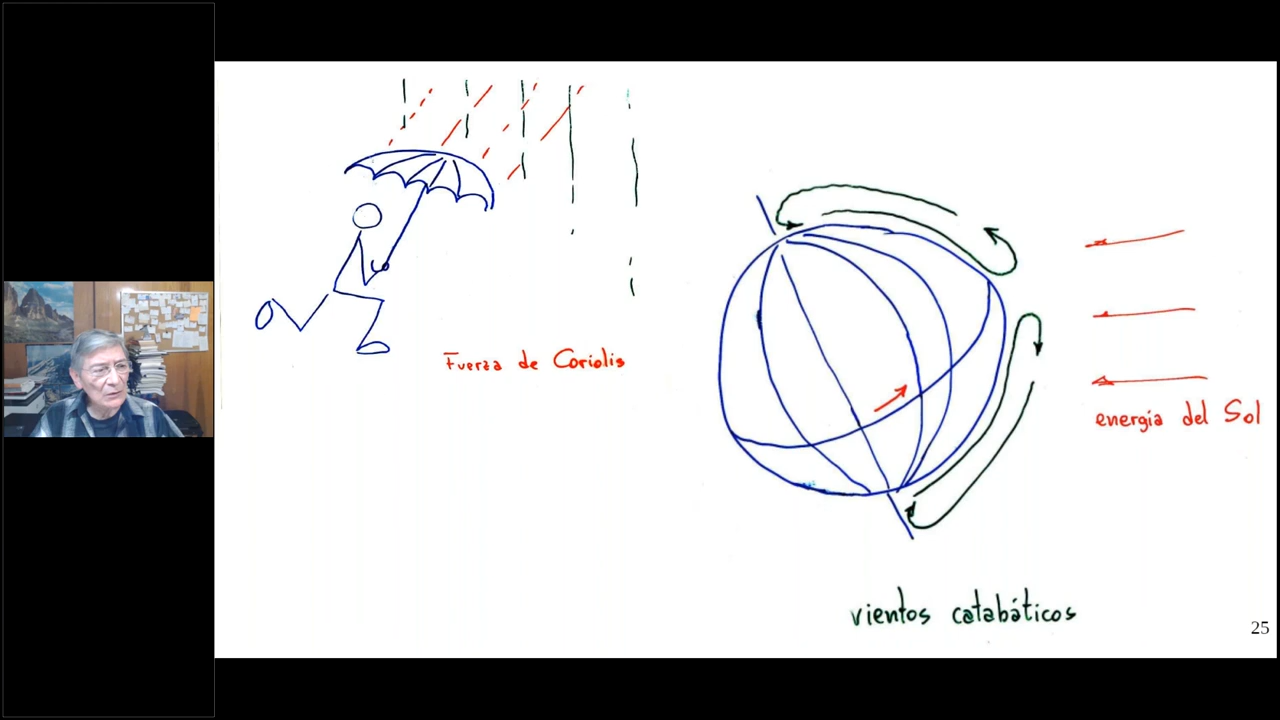 Fuerza de Coriolis
energía del Sol
vientos catabáticos
25